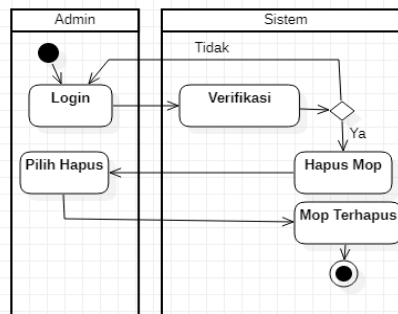 Admin
Sistem
Tidak
Login
Verifikasi
Ya
Pilih Hapus
Hapus Mop
Mop Terhapus